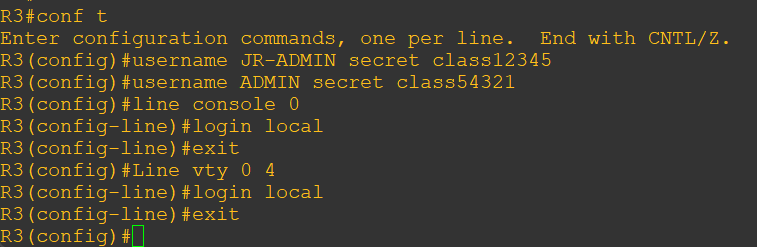 R3#conf t
Enter configuration commands, one per line.  End with CNTL/Z.
R3(config)#username JR-ADMIN secret class12345
R3(config)#username ADMIN secret class54321
R3(config)#line console 0
R3(config-line)#login local
R3(config-line)#exit
R3(config)#Line vty 0 4
R3(config-line)#login local
R3(config-line)#exit
R3(config)#